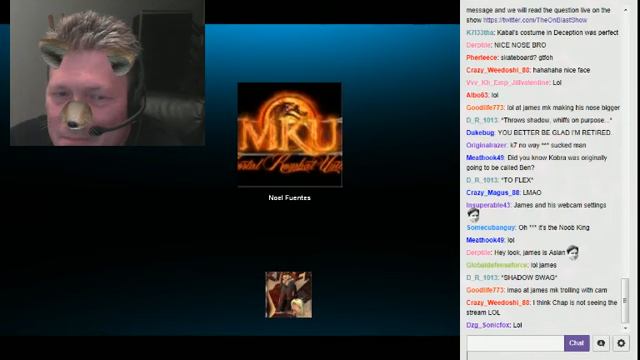 MKU
Mortal Kombat Unit
Noel Fuentes
message and we will read the question live on the
show https://twitter.com/TheOnBlastShow
K7133tha: Kabal's costume in Deception was perfect
Derptile: NICE NOSE BRO
Pherleece: skateboard? gtfoh
Crazy_Weedoshi_88: hahahaha nice face
Lol
Albo63: lol
Goodlife773: lol at james mk making his nose bigger
D_R_1013: *Throws shadow, whiffs on purpose..*
Dukebug: YOU BETTER BE GLAD I'M RETIRED.
Originalrazer: k7 no way *** sucked man
Meathook49: Did you know Kobra was originally
going to be called Ben?
D_R_1013: *TO FLEX*
Crazy_Magus_88: LMAO
Insuperable43: James and his webcam settings
Somecubanguy: Oh *** it's the Noob King
Meathook49: lol
Derptile: Hey look, james is Asian
Globaldefenseforce: lol james
D_R_1013: *SHADOW SWAG*
Goodlife773: lmao at james mk trolling with cam
Crazy_Weedoshi_88: I think Chap is not seeing the
stream LOL
Dzg_Sonicfox: Lol
Chat